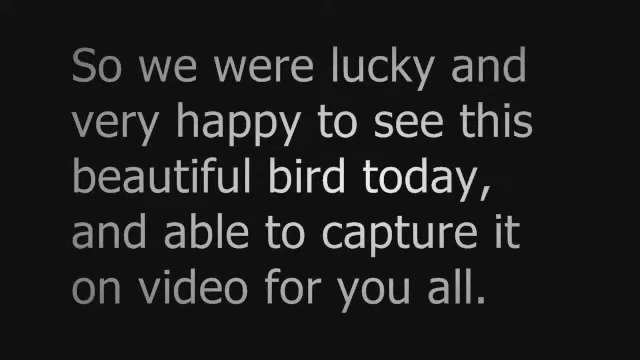 So we were lucky and
very happy to see this
beautiful bird today,
and able to capture it
on video for you all.